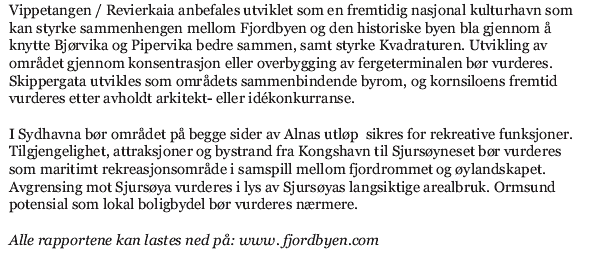 Vippetangen / Revierkaia anbefales utviklet som en fremtidig nasjonal kulturhavn som
kan styrke sammenhengen mellom Fjordbyen og den historiske byen bla gjennom å
knytte Bjørvika og Pipervika bedre sammen, samt styrke Kvadraturen. Utvikling av
området gjennom konsentrasjon eller overbygging av fergeterminalen bør vurderes.
Skippergata utvikles som områdets sammenbindende byrom, og kornsiloens fremtid
vurderes etter avholdt arkitekt- eller idékonkurranse.

I Sydhavna bør området på begge sider av Alnas utløp  sikres for rekreative funksjoner.
Tilgjengelighet, attraksjoner og bystrand fra Kongshavn til Sjursøyneset bør vurderes
som maritimt rekreasjonsområde i samspill mellom fjordrommet og øylandskapet.
Avgrensing mot Sjursøya vurderes i lys av Sjursøyas langsiktige arealbruk. Ormsund
potensial som lokal boligbydel bør vurderes nærmere.

Alle rapportene kan lastes ned på: www.fjordbyen.com